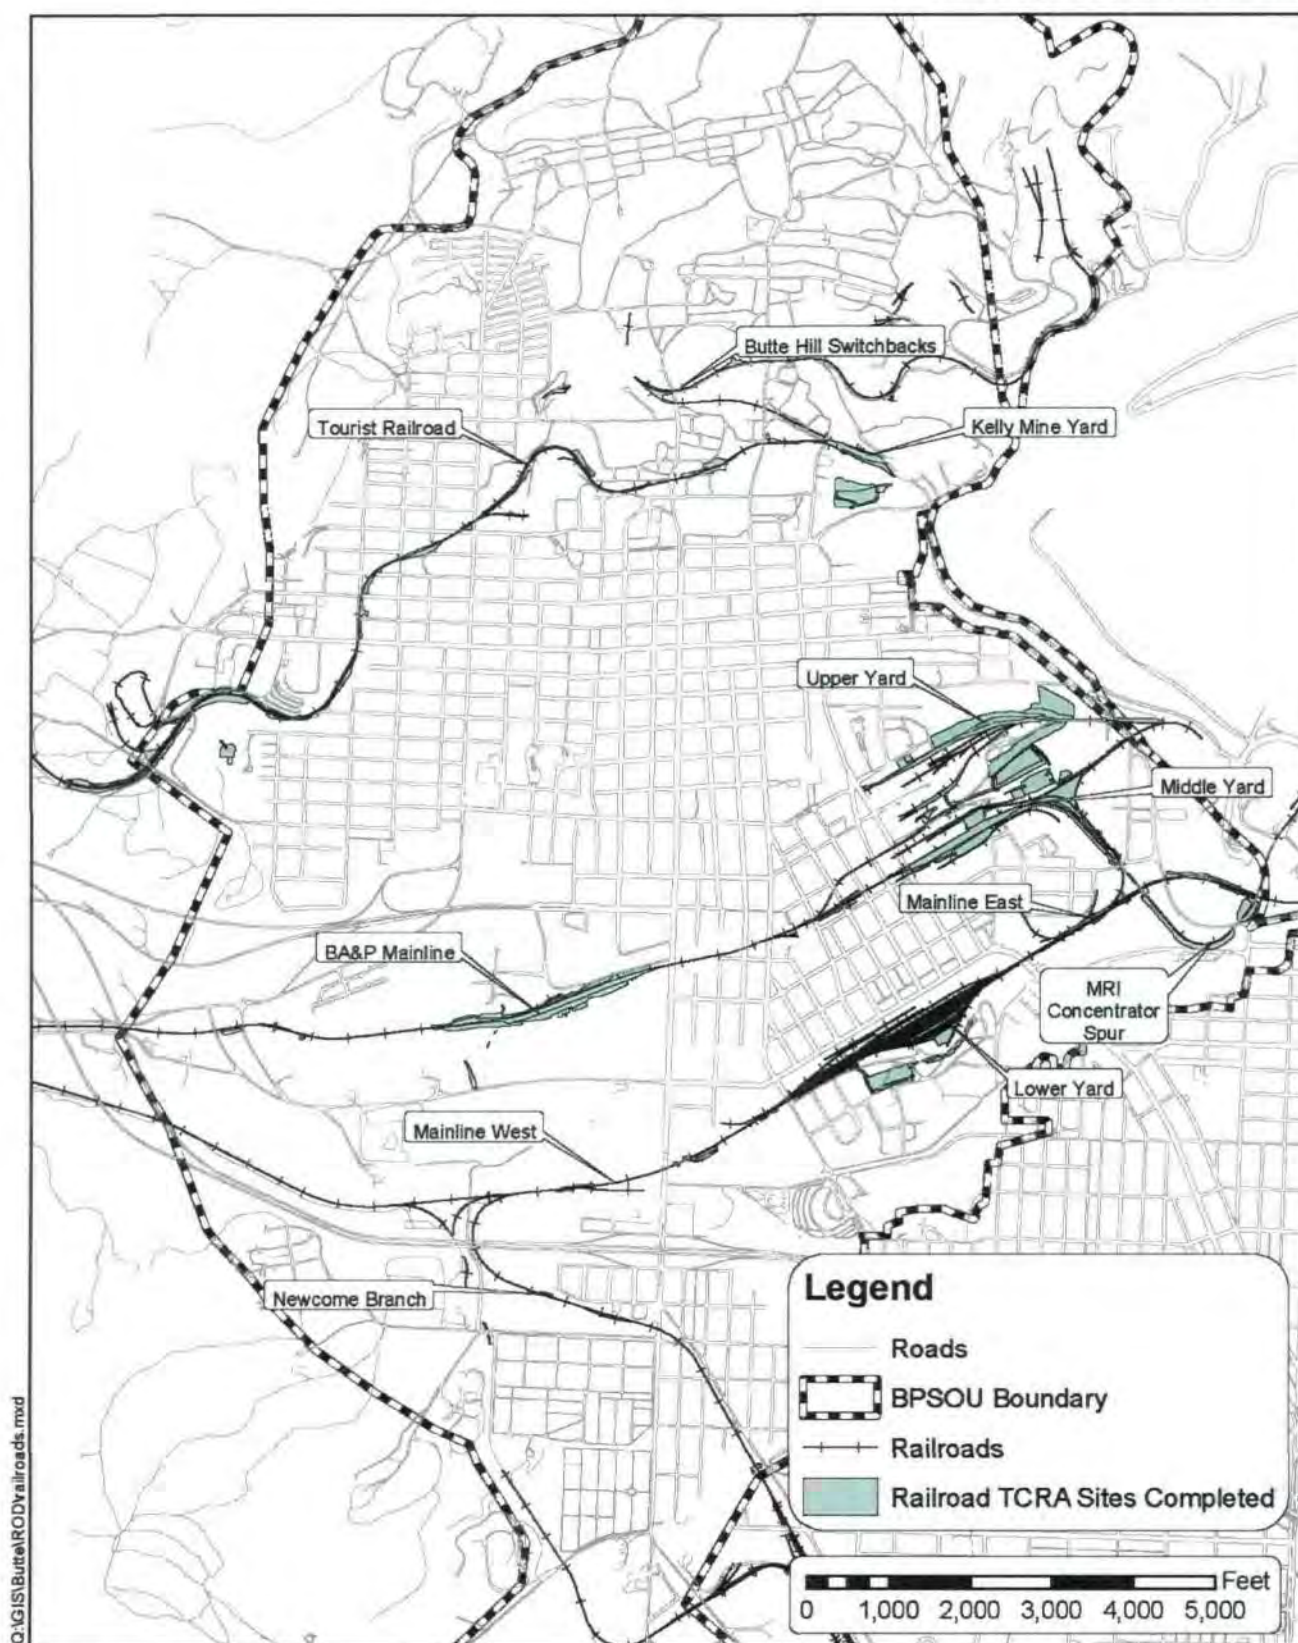 Butte Hill Switchbacks
Tourist Railroad
Kelly Mine Yard
Upper Yard
Middle Yard
Mainline East
BA&P Mainline
MRI
Concentrator
Spur
Lower Yard
Mainline West
Newcome Branch
Legend
Roads
BPSOU Boundary
Railroads
Railroad TCRA Sites Completed
Feet
0 1,000 2,000 3,000 4,000 5,000
Q:\GIS\Butte\ROD\railroads.mxd